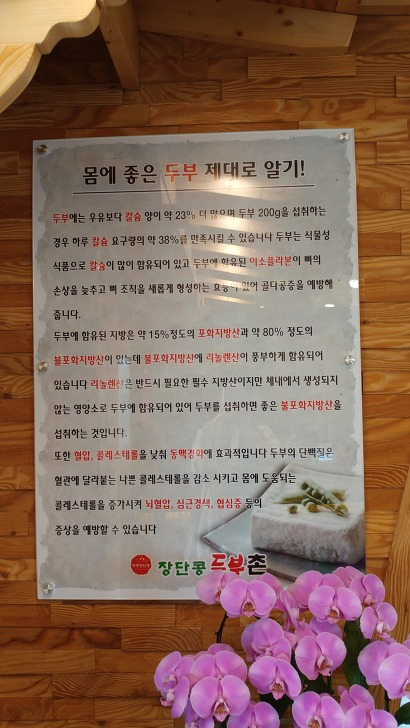 몸에 좋은 두부 제대로 알기!
두부에는 우유보다 칼슘 양이 약 23% 더 많으며 두부 200g을 섭취하는
경우 하루 칼슘 요구량의 약 38%를 만족시킬 수 있습니다 두부는 식물성
식품으로 칼슘이 많이 함유되어 있고 두부에 함유된 이소플라본이 뼈의
손상을 늦추고 뼈 조직을 새롭게 형성하는 효능이 있어 골다공증을 예방해
줍니다.
두부에 함유된 지방은 약 15%정도의 포화지방산과 약 80% 정도의
불포화지방산이 있는데 불포화지방산에 리놀렌산이 풍부하게 함유되어
있습니다 리놀렌산은 반드시 필요한 필수 지방산이지만 체내에서 생성되지
않는 영양소로 두부에 함유되어 있어 두부를 섭취하면 좋은 불포화지방산을
섭취하는 것입니다.
또한 혈압, 콜레스테롤을 낮춰 동맥경화에 효과적입니다 두부의 단백질은
혈관에 달라붙는 나쁜 콜레스테롤을 감소 시키고 몸에 도움되는
콜레스테롤을 증가시켜 뇌혈압, 심근경색, 협심증 등의
증상을 예방할 수 있습니다
장단콩 두부촌